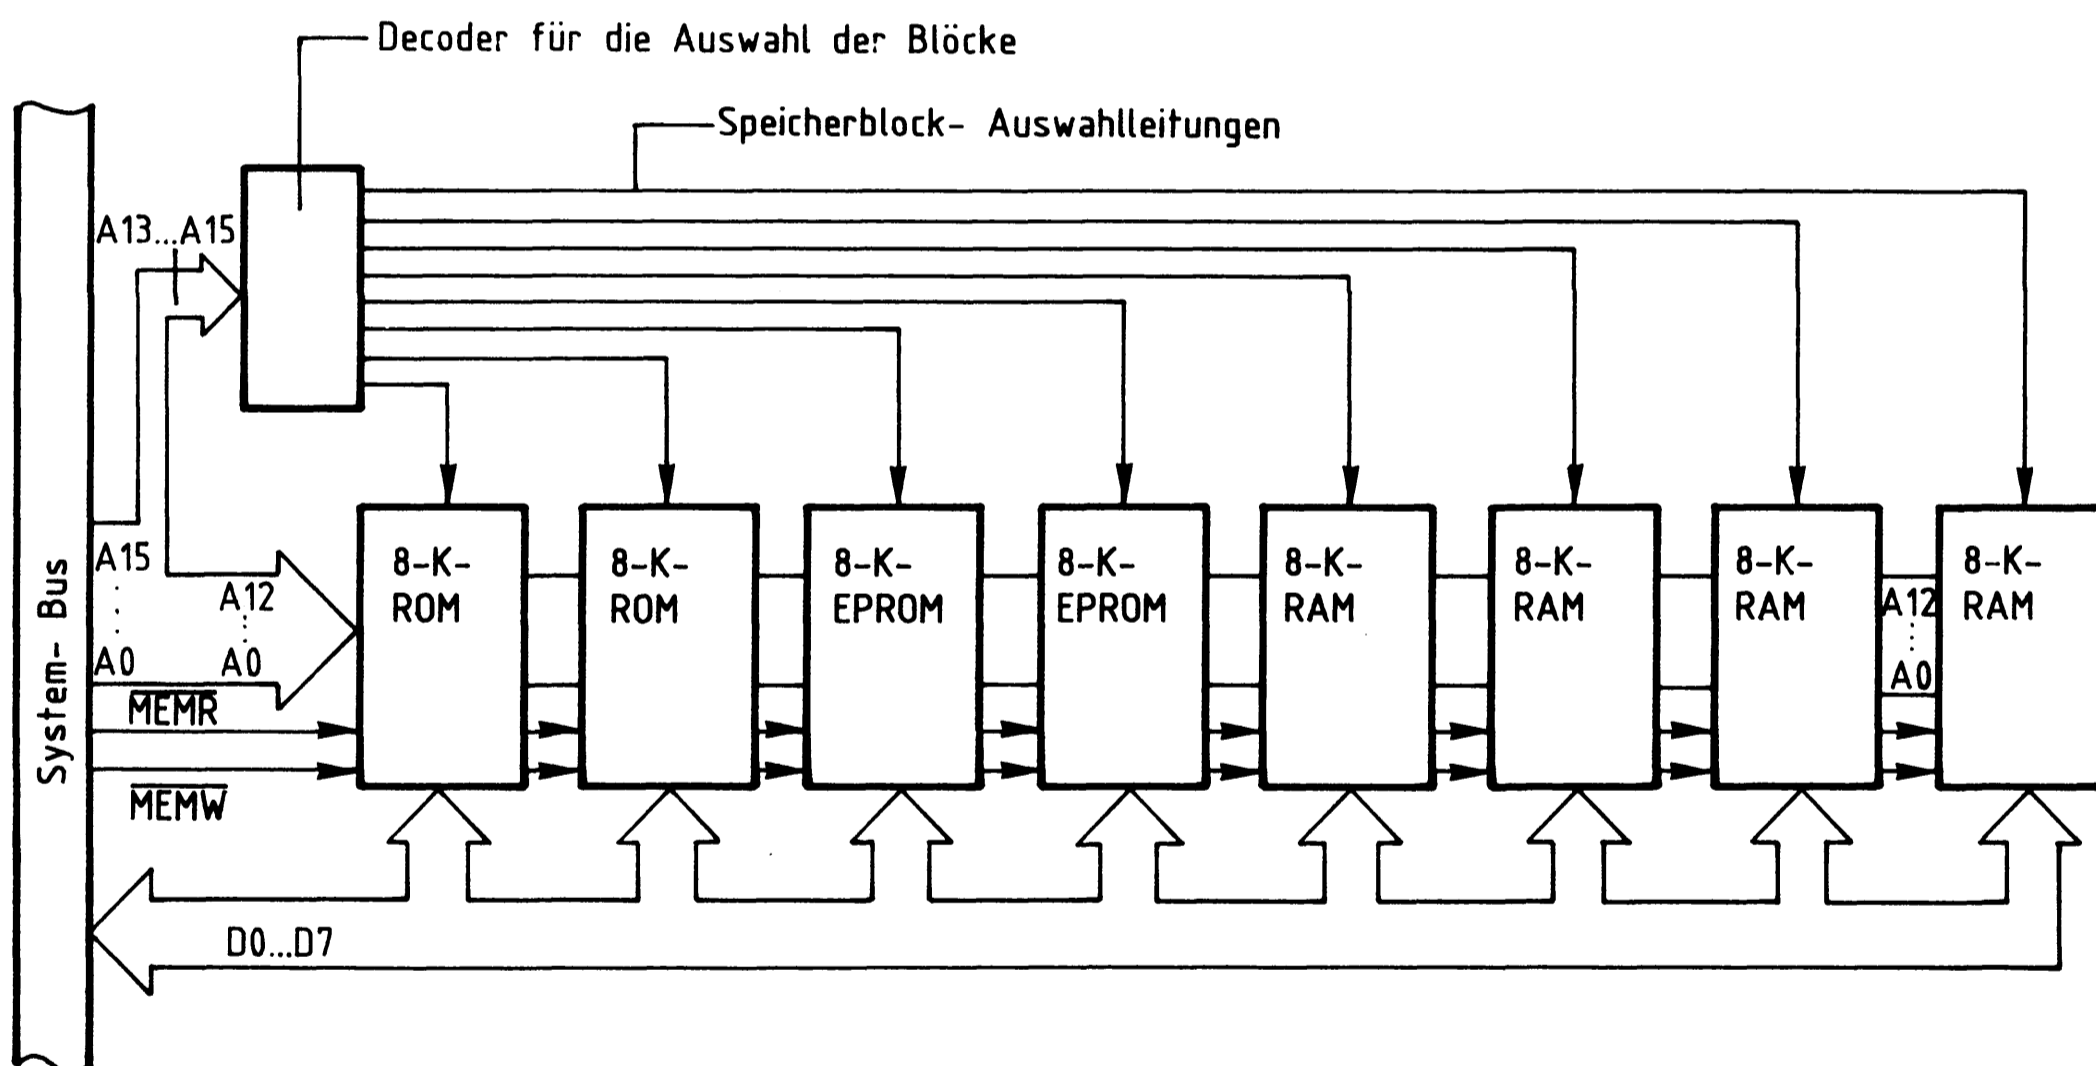 Decoder für die Auswahl der Blöcke
Speicherblock- Auswahlleitungen
A13...A15
System- Bus
A15
⋮
A0
A12
⋮
A0
MEMR
MEMW
8-K-
ROM
8-K-
ROM
8-K-
EPROM
8-K-
EPROM
8-K-
RAM
8-K-
RAM
8-K-
RAM
A12
⋮
A0
8-K-
RAM
D0...D7